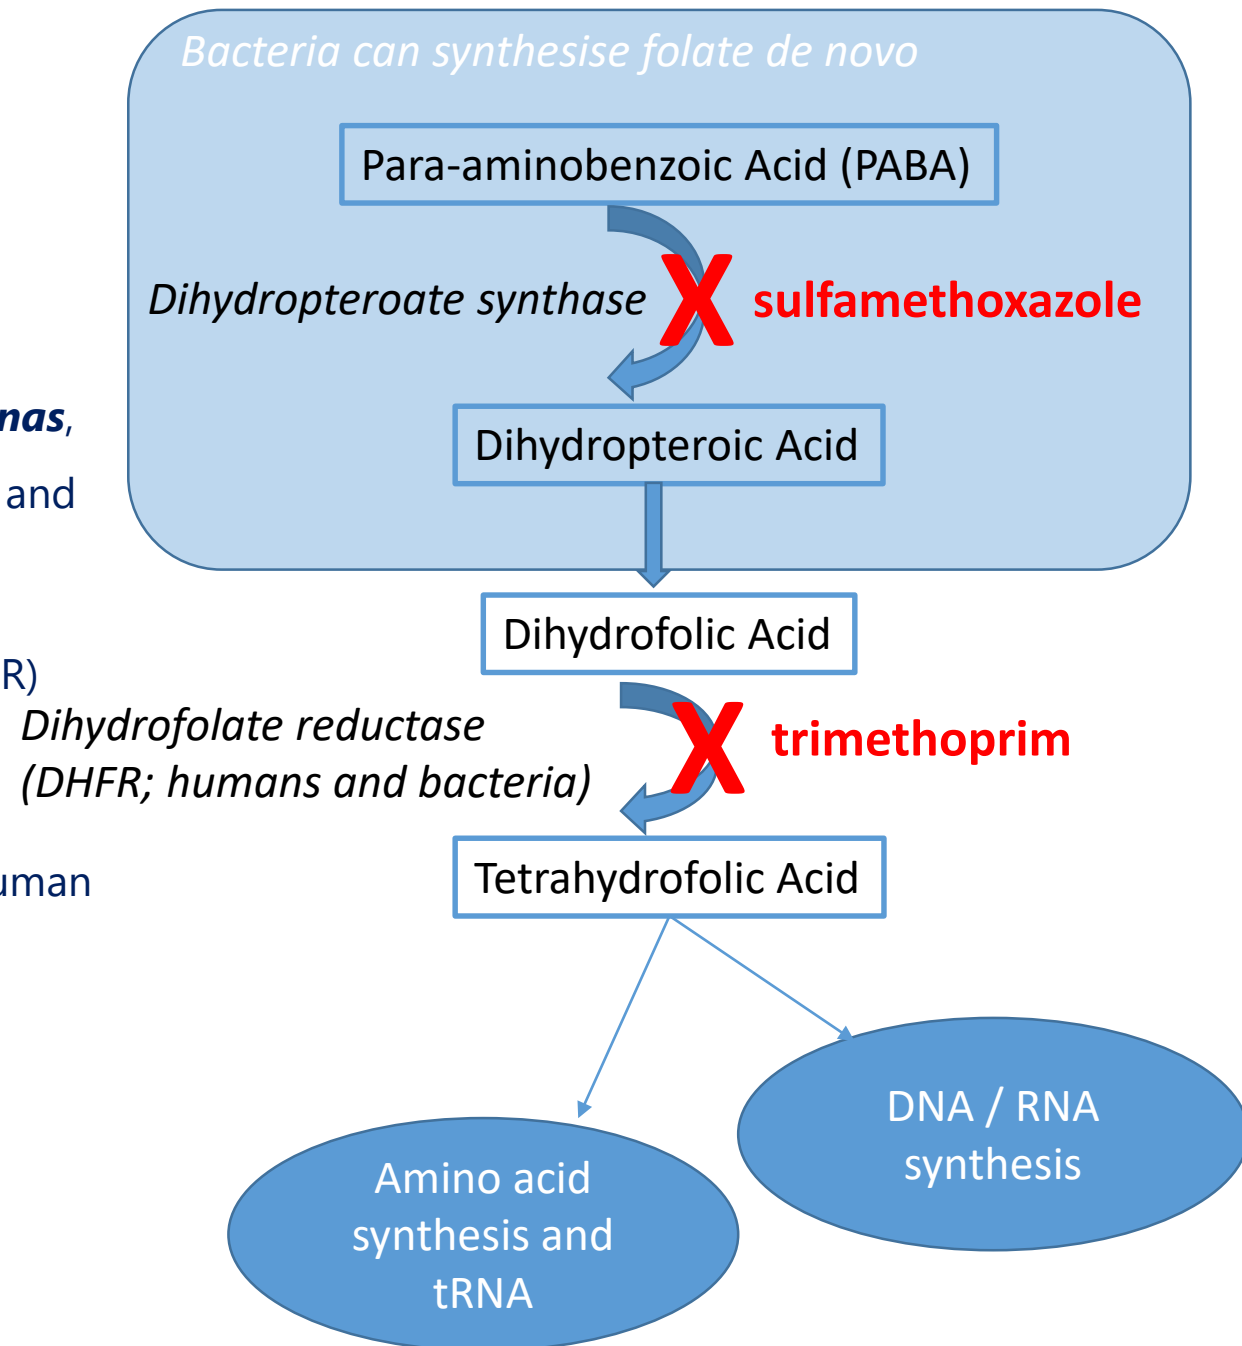 Bacteria can synthesise folate de novo
Para-aminobenzoic Acid (PABA)
Dihydropteroate synthase
X
sulfamethoxazole
nas,
Dihydropteroic Acid
and
Dihydrofolic Acid
R)
Dihydrofolate reductase
(DHFR; humans and bacteria)
X
trimethoprim
Tetrahydrofolic Acid
uman
DNA / RNA
synthesis
Amino acid
synthesis and
tRNA